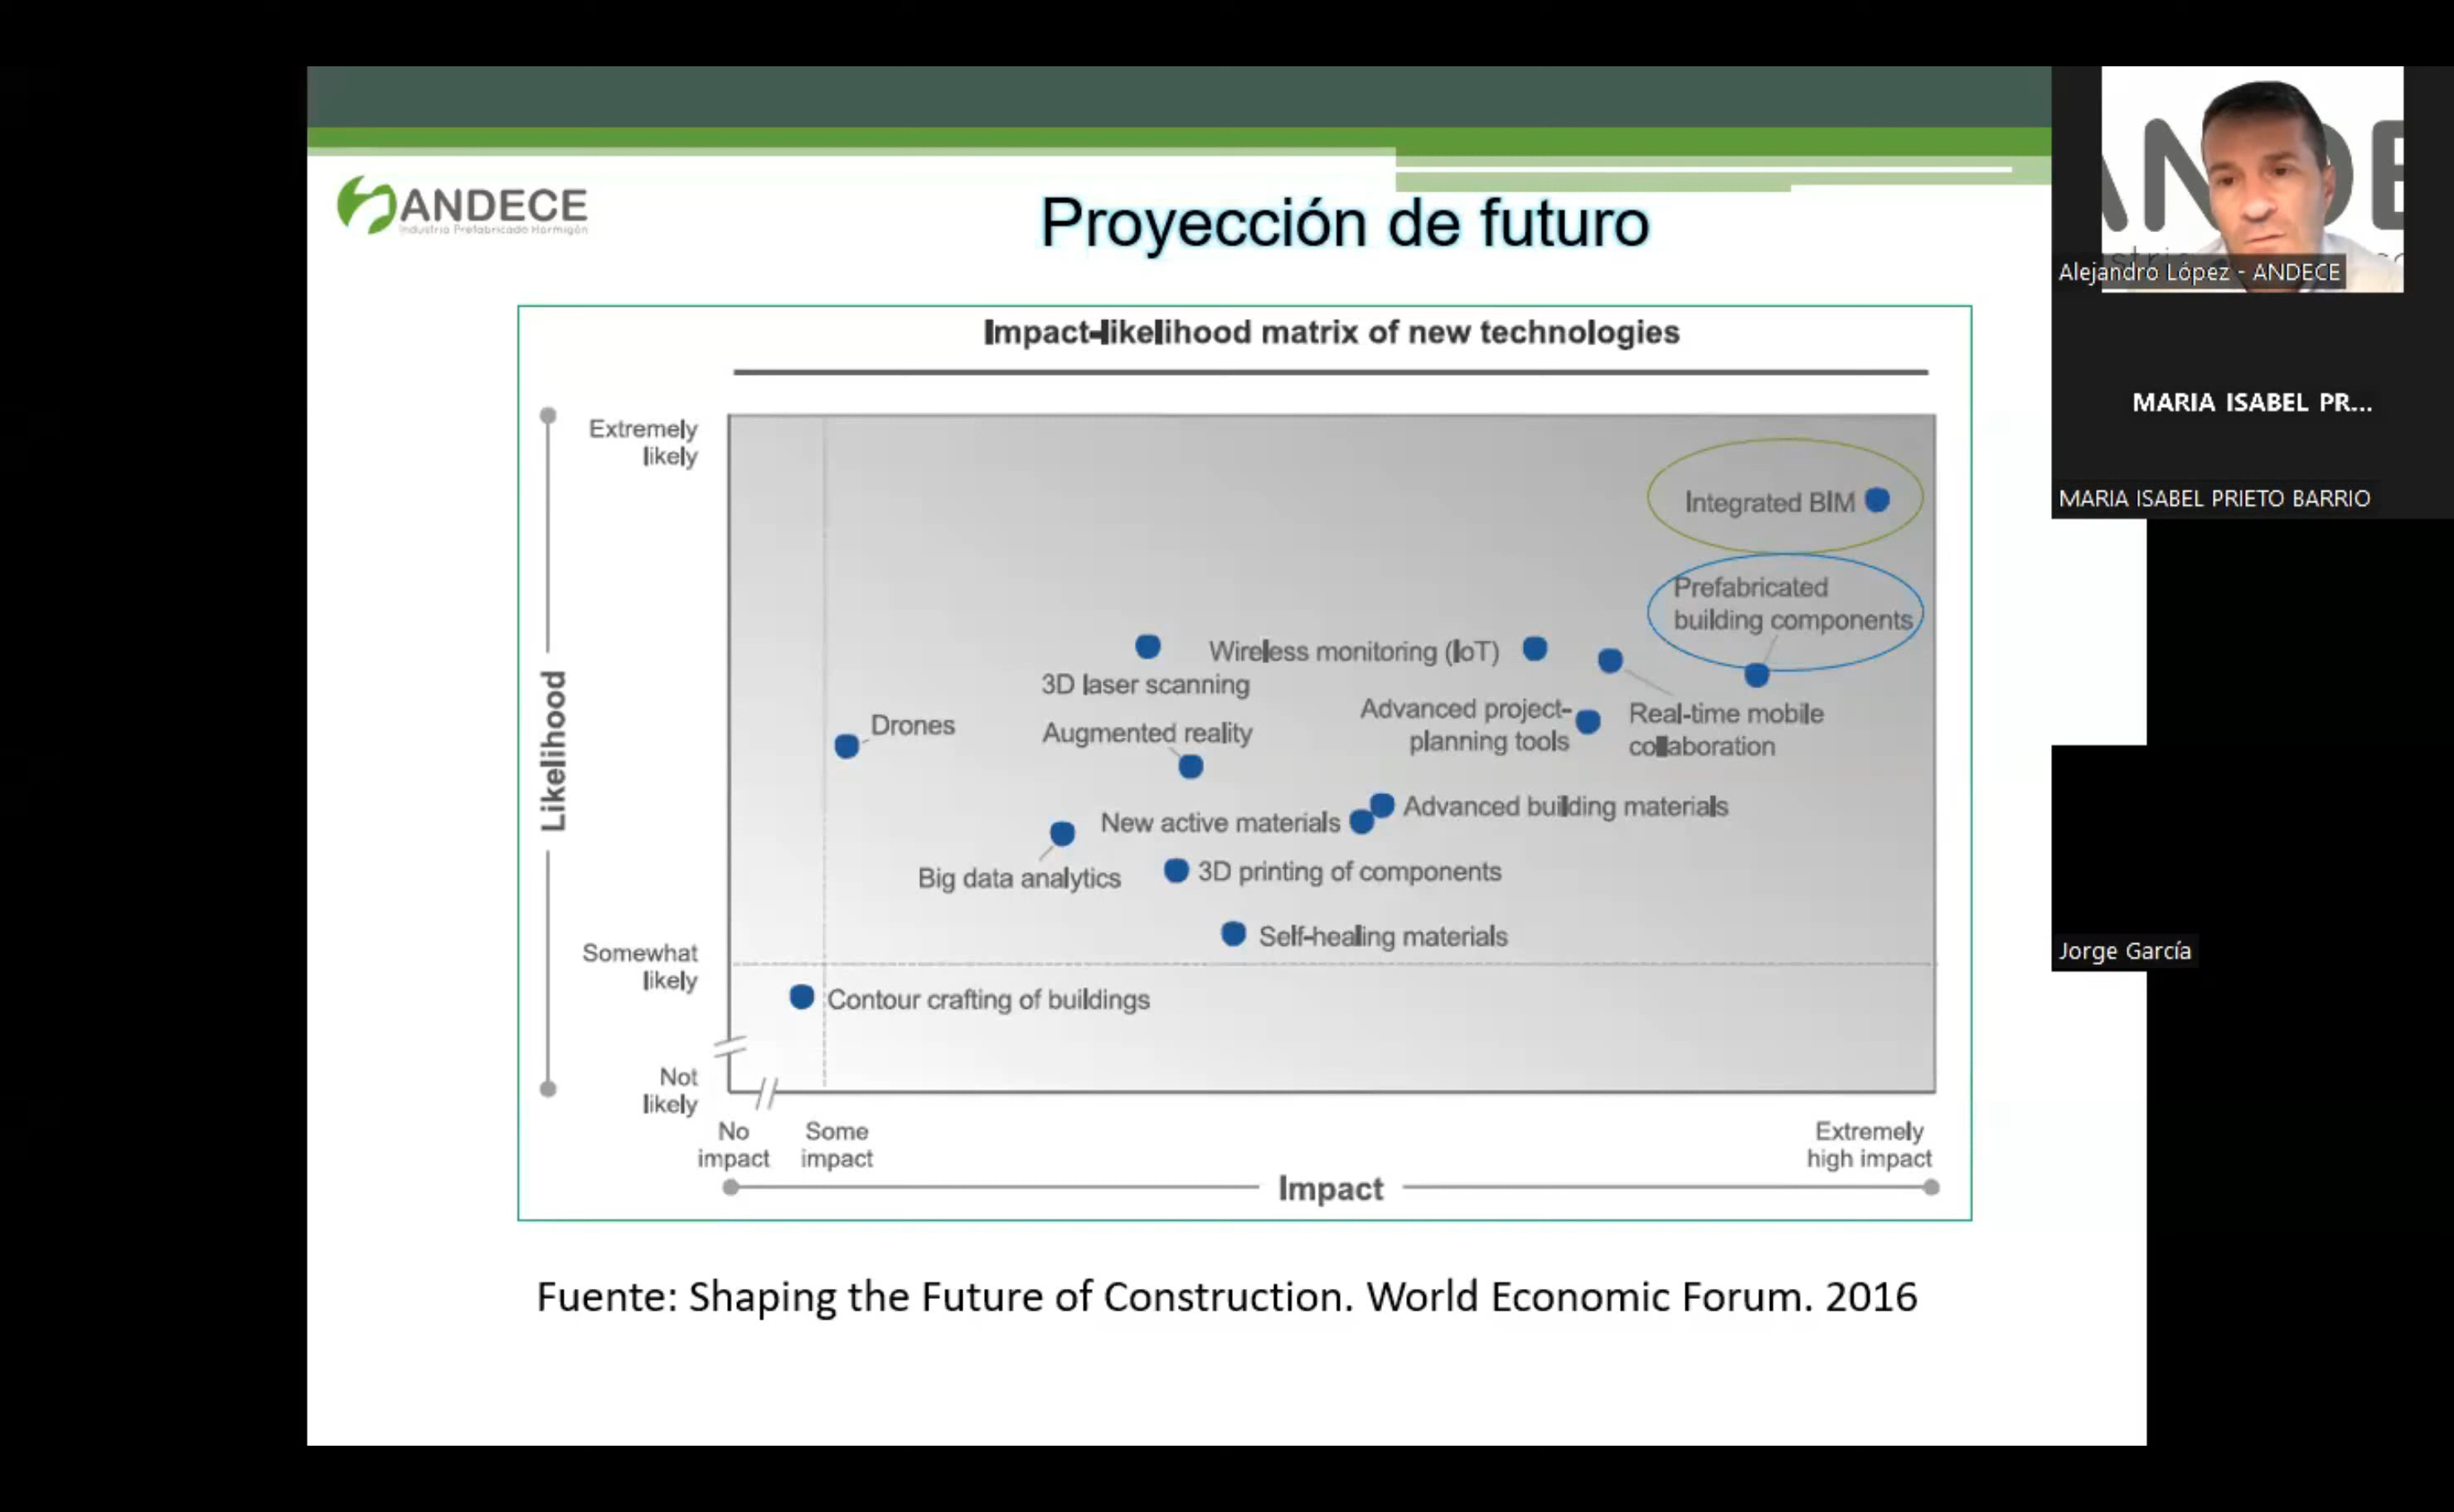 ANDECE
Industria Prefabricado Hormigón
Proyección de futuro
Impact-likelihood matrix of new technologies
Likelihood
Extremely
likely
Somewhat
likely
Not
likely
Integrated BIM
Prefabricated
building components
Wireless monitoring (IoT)
3D laser scanning
Real-time mobile
collaboration
Advanced project-
planning tools
Drones
Augmented reality
Advanced building materials
New active materials
Big data analytics
3D printing of components
Self-healing materials
Contour crafting of buildings
No
impact
Some
impact
Extremely
high impact
Impact
Fuente: Shaping the Future of Construction. World Economic Forum. 2016
Alejandro López - ANDECE
MARIA ISABEL PR...
MARIA ISABEL PRIETO BARRIO
Jorge García